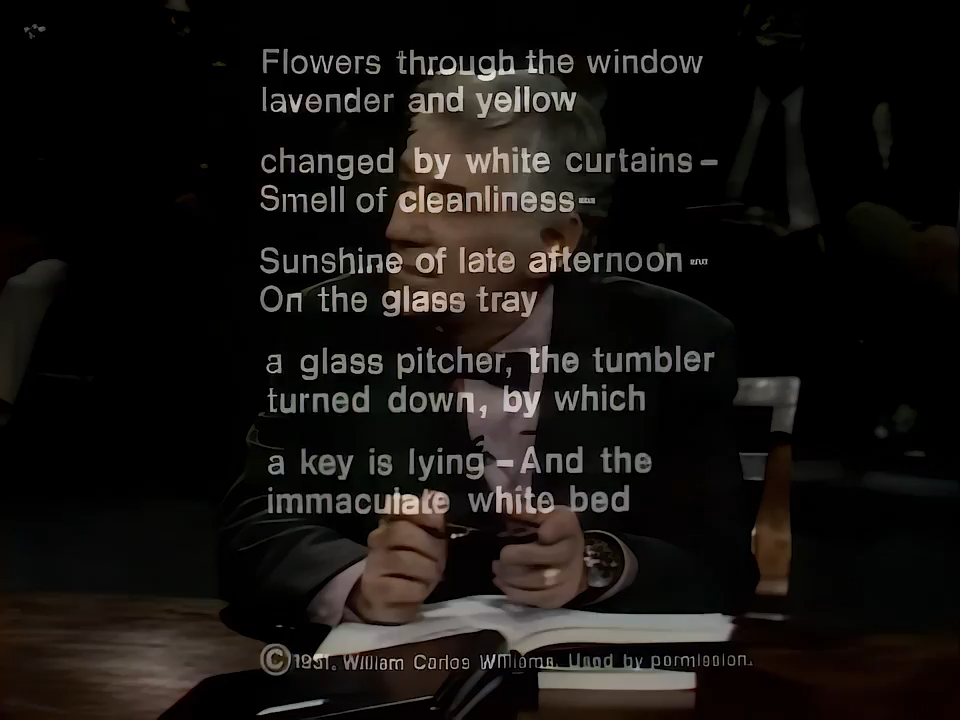 Flowers through the window
lavender and yellow
changed by white curtains –
Smell of cleanliness –
Sunshine of late afternoon –
On the glass tray
a glass pitcher, the tumbler
turned down, by which
a key is lying – And the
immaculate white bed
© 1951. William Carlos Williams. Used by permission.